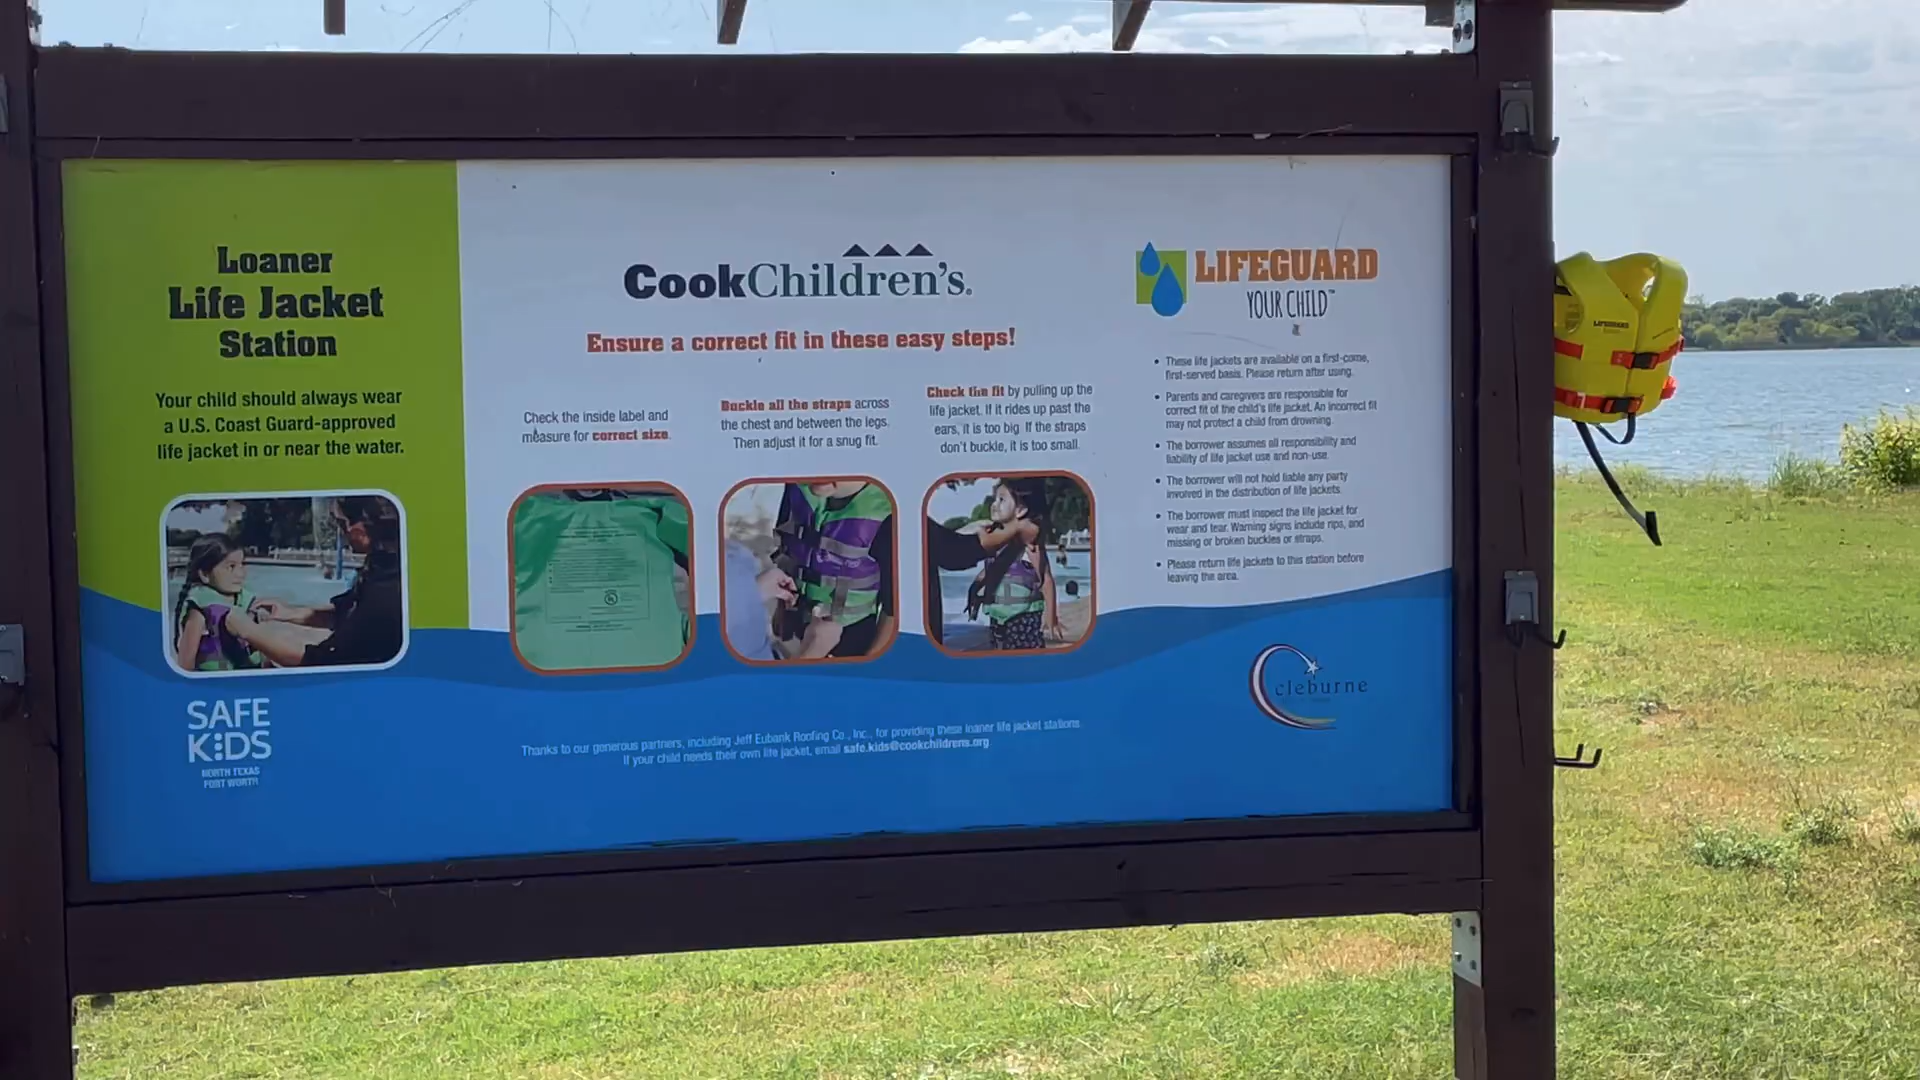 Loaner
Life Jacket
Station
Your child should always wear
a U.S. Coast Guard-approved
life jacket in or near the water.
SAFE
KIDS
NORTH TEXAS
FORT WORTH
CookChildren's.
Ensure a correct fit in these easy steps!
Check the inside label and
measure for correct size.
Buckle all the straps across
the chest and between the legs.
Then adjust it for a snug fit.
Check the fit by pulling up the
life jacket. If it rides up past the
ears, it is too big. If the straps
don't buckle, it is too small.
LIFEGUARD
YOUR CHILD™
• These life jackets are available on a first-come,
first-served basis. Please return after using.
• Parents and caregivers are responsible for
correct fit of the child's life jacket. An incorrect fit
may not protect a child from drowning.
• The borrower assumes all responsibility and
liability of life jacket use and non-use.
• The borrower will not hold liable any party
involved in the distribution of life jackets.
• The borrower must inspect the life jacket for
wear and tear. Warning signs include rips, and
missing or broken buckles or straps.
• Please return life jackets to this station before
leaving the area.
Thanks to our generous partners, including Jeff Eubank Roofing Co., Inc., for providing these loaner life jacket stations.
If your child needs their own life jacket, email safe.kids@cookchildrens.org
cleburne
LIFEGUARD